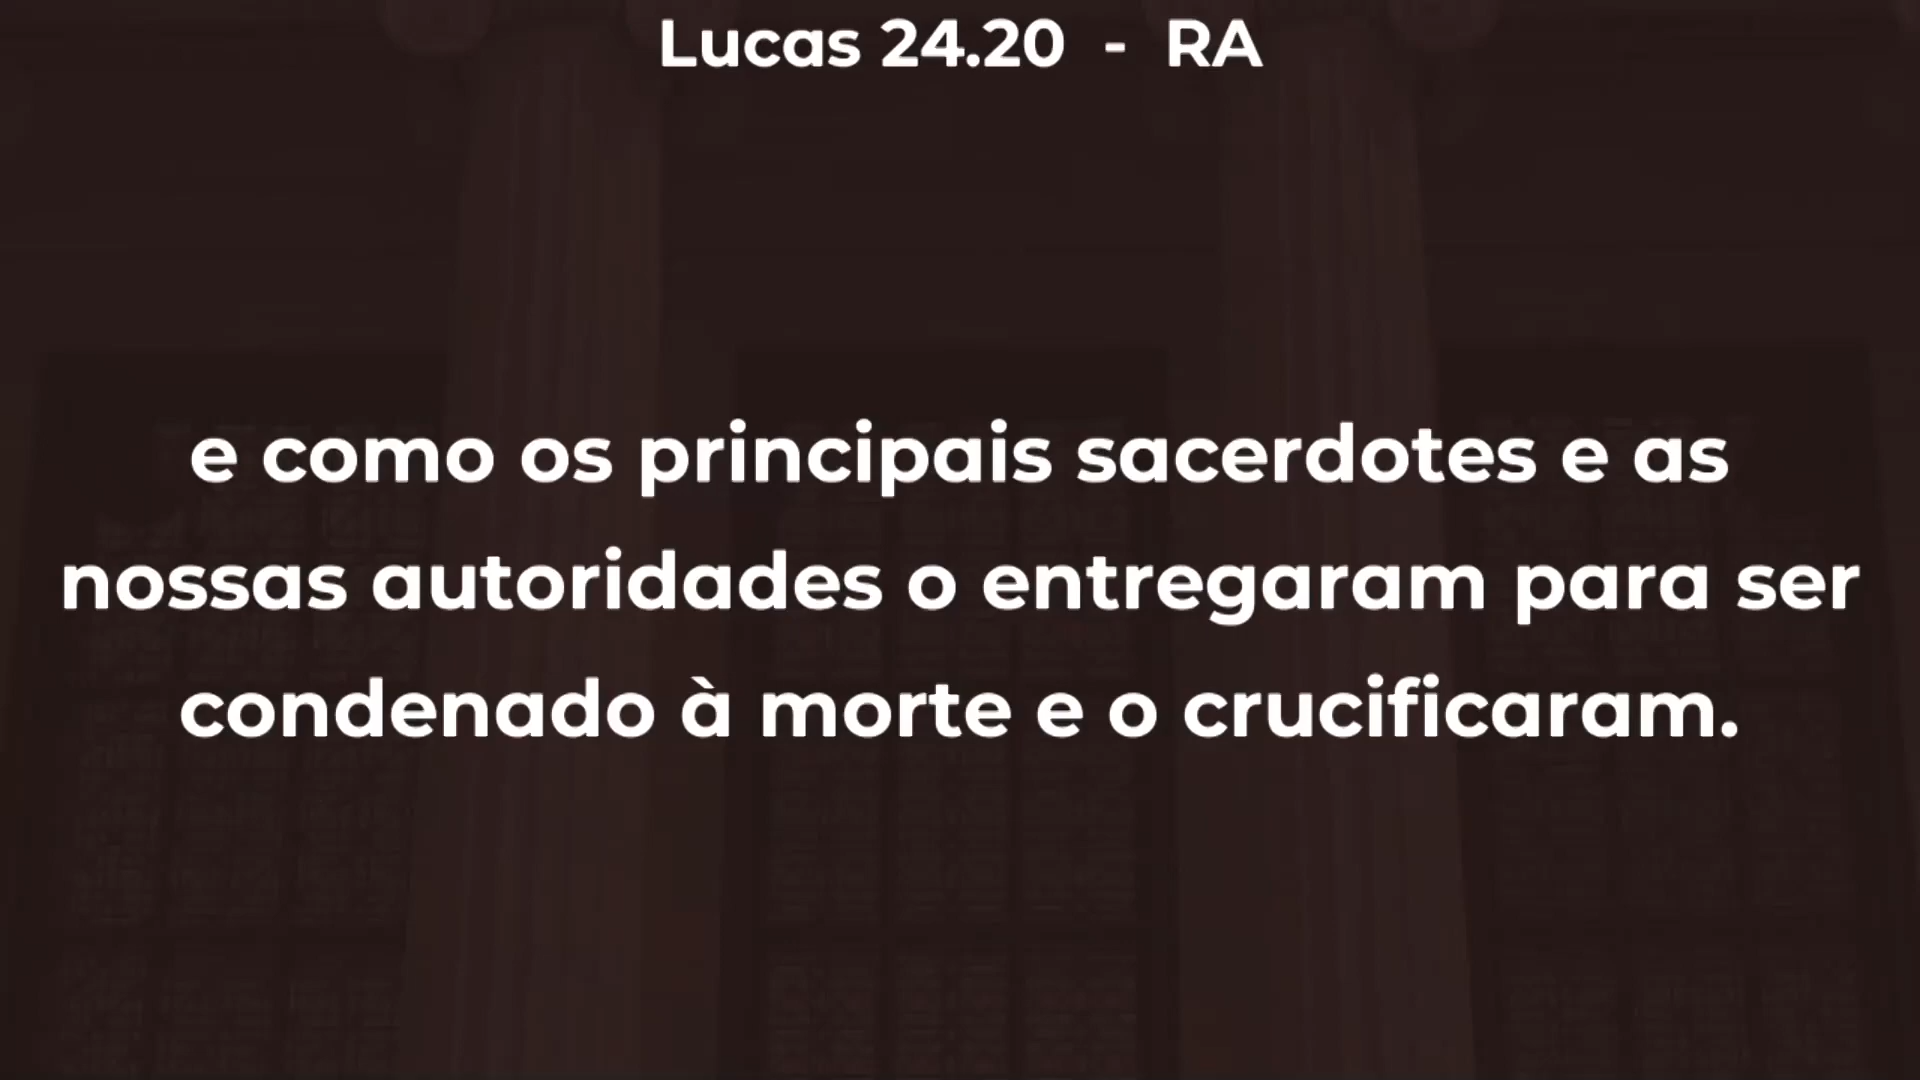 Lucas 24.20 - RA
e como os principais sacerdotes e as
nossas autoridades o entregaram para ser
condenado à morte e o crucificaram.